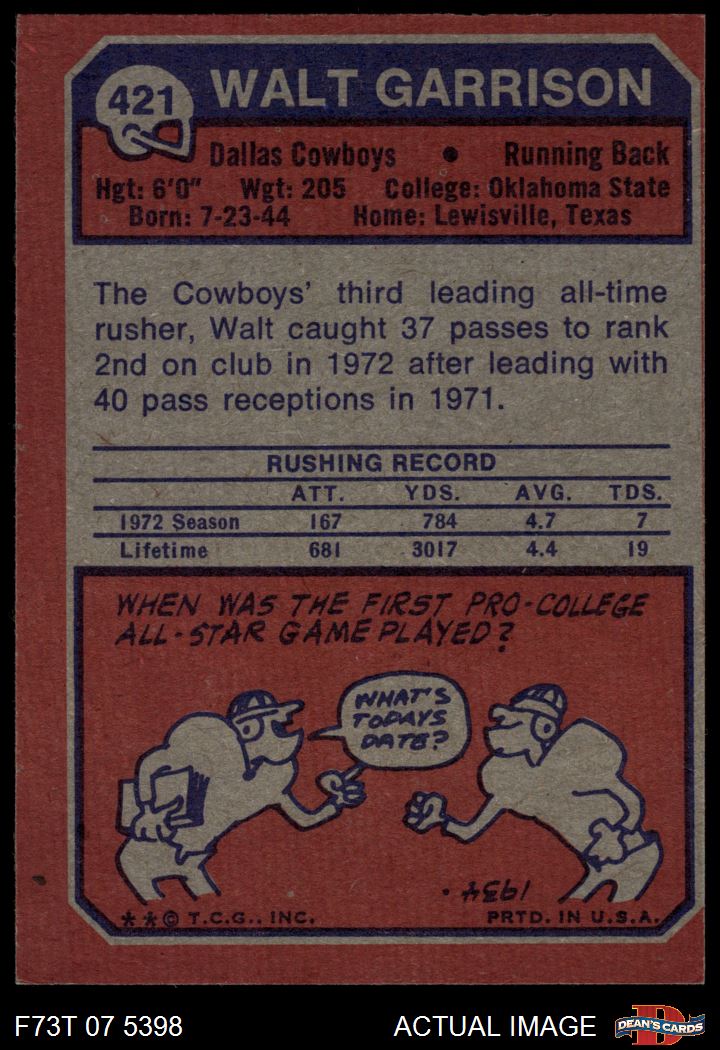 421
WALT GARRISON
Dallas Cowboys • Running Back
Hgt: 6'0" Wgt: 205 College: Oklahoma State
Born: 7-23-44 Home: Lewisville, Texas
The Cowboys' third leading all-time
rusher, Walt caught 37 passes to rank
2nd on club in 1972 after leading with
40 pass receptions in 1971.
RUSHING RECORD
ATT. YDS. AVG. TDS.
1972 Season 167 784 4.7 7
Lifetime 681 3017 4.4 19
WHEN WAS THE FIRST PRO-COLLEGE
ALL-STAR GAME PLAYED?
WHAT'S
TODAYS
DATE?
1934.
**© T.C.G., INC. PRTD. IN U.S.A.
F73T 07 5398 ACTUAL IMAGE
D
DEAN'S CARDS